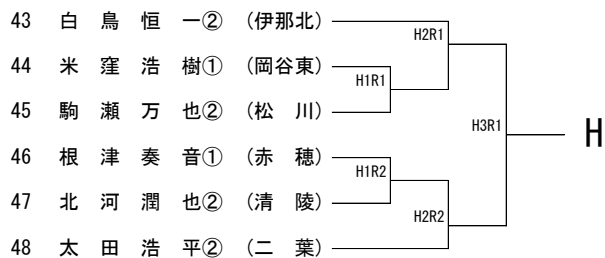 43 白鳥恒一② (伊那北)
H2R1
44 米窪浩樹① (岡谷東)
H1R1
45 駒瀬万也② (松川)
H3R1
H
46 根津奏音① (赤穂)
H1R2
47 北河潤也② (清陵)
H2R2
48 太田浩平② (二葉)